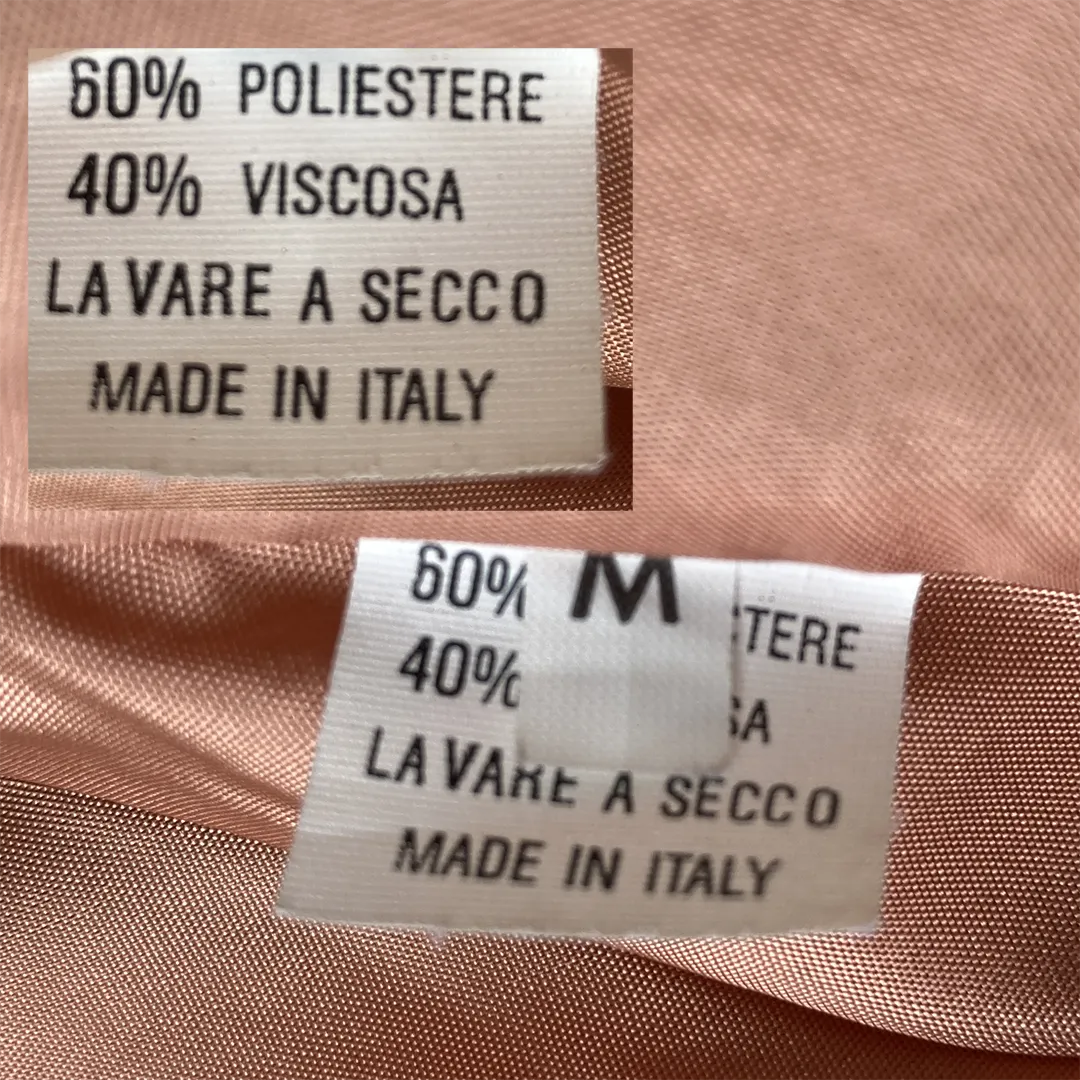 60% POLIESTERE
40% VISCOSA
LAVARE A SECCO
MADE IN ITALY
60% M TERE
40% SA
LAVARE A SECCO
MADE IN ITALY